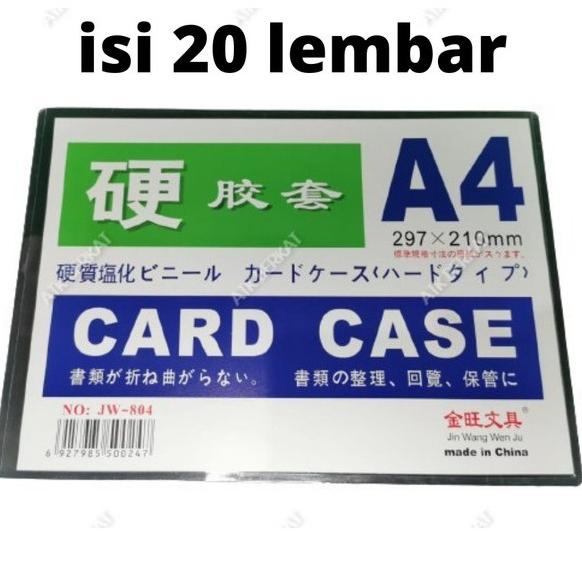 isi 20 lembar
硬 胶套 A4
297×210mm
硬質塩化ビニール カードケース(ハードタイプ)
CARD CASE
書類が折ね曲がらない。 書類の整理、回覽、保管に
NO: JW-804
6 927985 500247
金旺文具®
Jin Wang Wen Ju
made in China